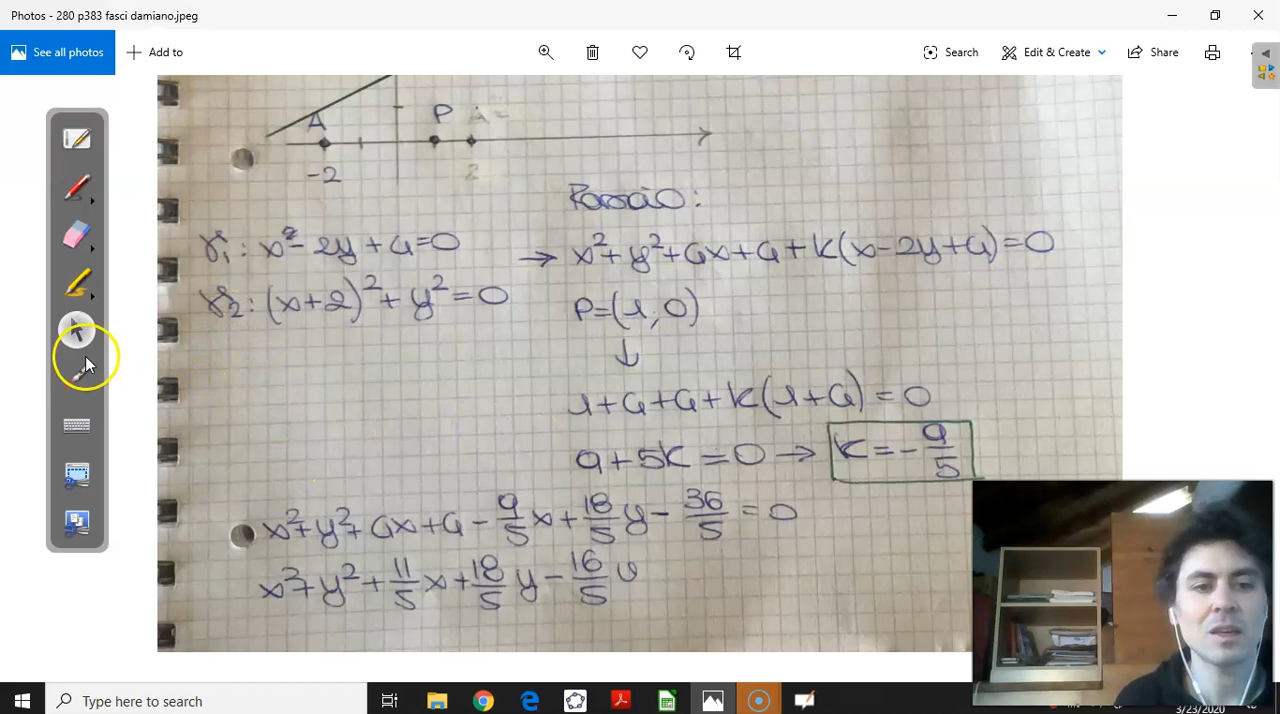 Photos - 280 p383 fasci damiano.jpeg
See all photos
Add to
Search
Edit & Create
Share
P
A
-2
2
γ₁: x² - 2y + 4 = 0
γ₂: (x+2)² + y² = 0
→ x² + y² + 4x + 4 + k(x - 2y + 4) = 0
P = (1, 0)
↓
1 + 4 + 4 + k(1+4) = 0
9 + 5k = 0 → k = -9/5
x² + y² + 4x + 4 - 9/5 x + 18/5 y - 36/5 = 0
x² + y² + 11/5 x + 18/5 y - 16/5
Type here to search
3/23/2020